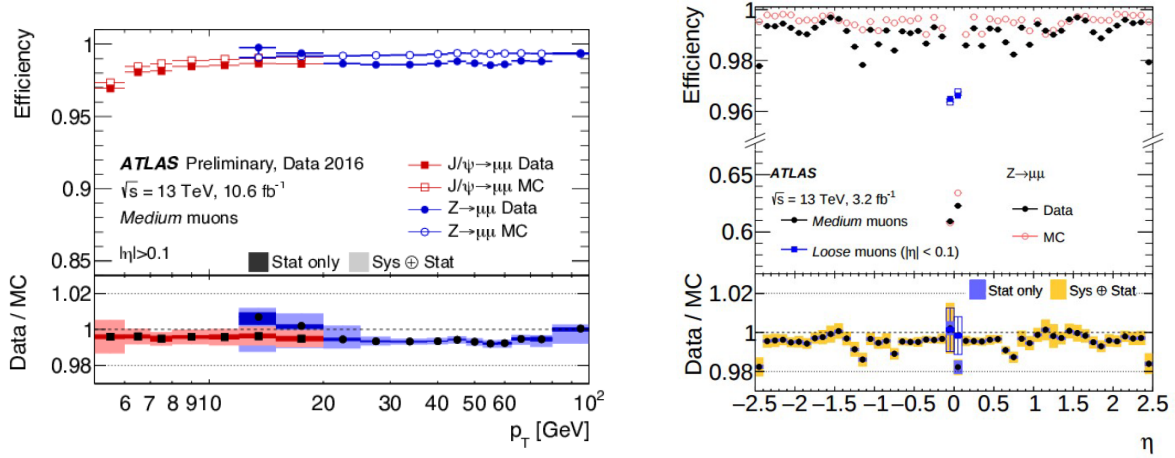 Efficiency
1
0.95
0.9
0.85
ATLAS Preliminary, Data 2016
√s = 13 TeV, 10.6 fb⁻¹
Medium muons
|η|>0.1
J/ψ→μμ Data
J/ψ→μμ MC
Z→μμ Data
Z→μμ MC
Stat only
Sys ⊕ Stat
Data / MC
1.02
1
0.98
6 7 8 910 20 30 40 50 60 10²
p_T [GeV]
Efficiency
1
0.98
0.96
0.65
0.6
ATLAS
√s = 13 TeV, 3.2 fb⁻¹
Medium muons
Loose muons (|η| < 0.1)
Z→μμ
Data
MC
Data / MC
1.02
1
0.98
Stat only
Sys ⊕ Stat
−2.5 −2 −1.5 −1 −0.5 0 0.5 1 1.5 2 2.5
η